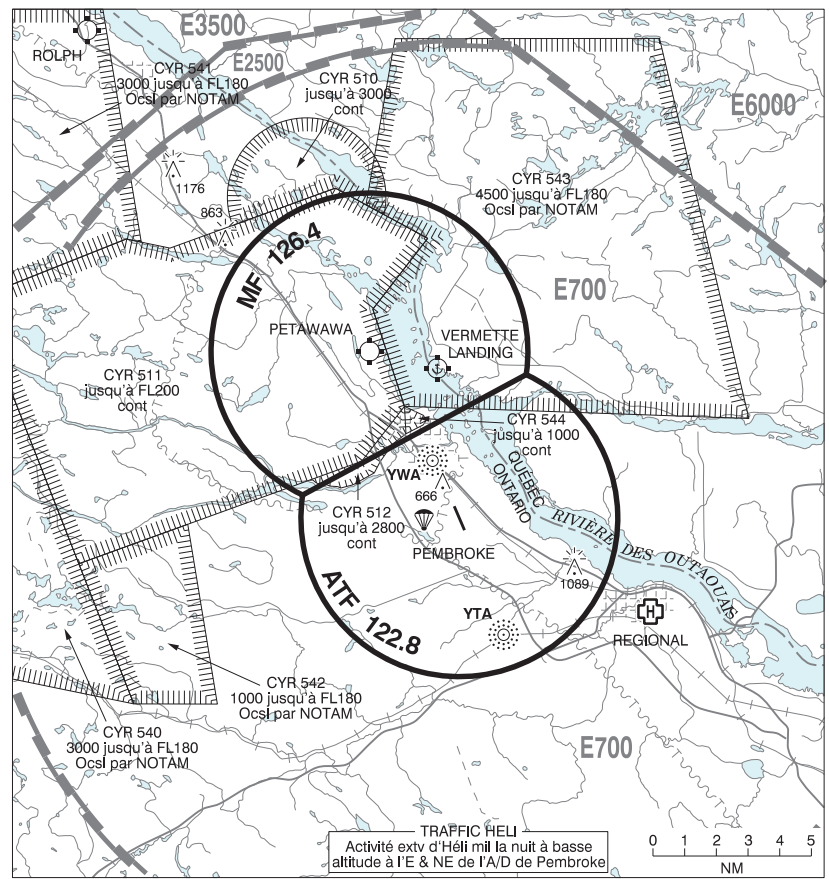 E3500
ROLPH
CYR 541
3000 jusqu'à FL180
Ocsl par NOTAM
E2500
CYR 510
jusqu'à 3000
cont
E6000
1176
863
CYR 543
4500 jusqu'à FL180
Ocsl par NOTAM
MF 126.4
E700
PETAWAWA
VERMETTE
LANDING
CYR 511
jusqu'à FL200
cont
CYR 544
jusqu'à 1000
cont
YWA
666
QUEBEC
ONTARIO
CYR 512
jusqu'à 2800
cont
RIVIÈRE DES OUTAOUAIS
PEMBROKE
1089
ATF 122.8
YTA
REGIONAL
CYR 542
1000 jusqu'à FL180
Ocsl par NOTAM
CYR 540
3000 jusqu'à FL180
Ocsl par NOTAM
E700
TRAFFIC HELI
Activité extv d'Héli mil la nuit à basse
altitude à l'E & NE de l'A/D de Pembroke
0 1 2 3 4 5
NM
H